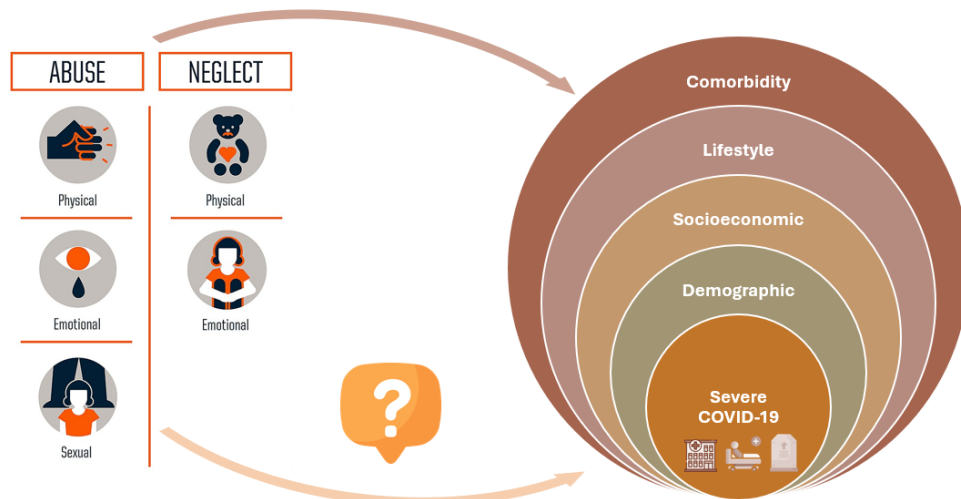 ABUSE
NEGLECT
Physical
Physical
Emotional
Emotional
Sexual
?
Comorbidity
Lifestyle
Socioeconomic
Demographic
Severe
COVID-19